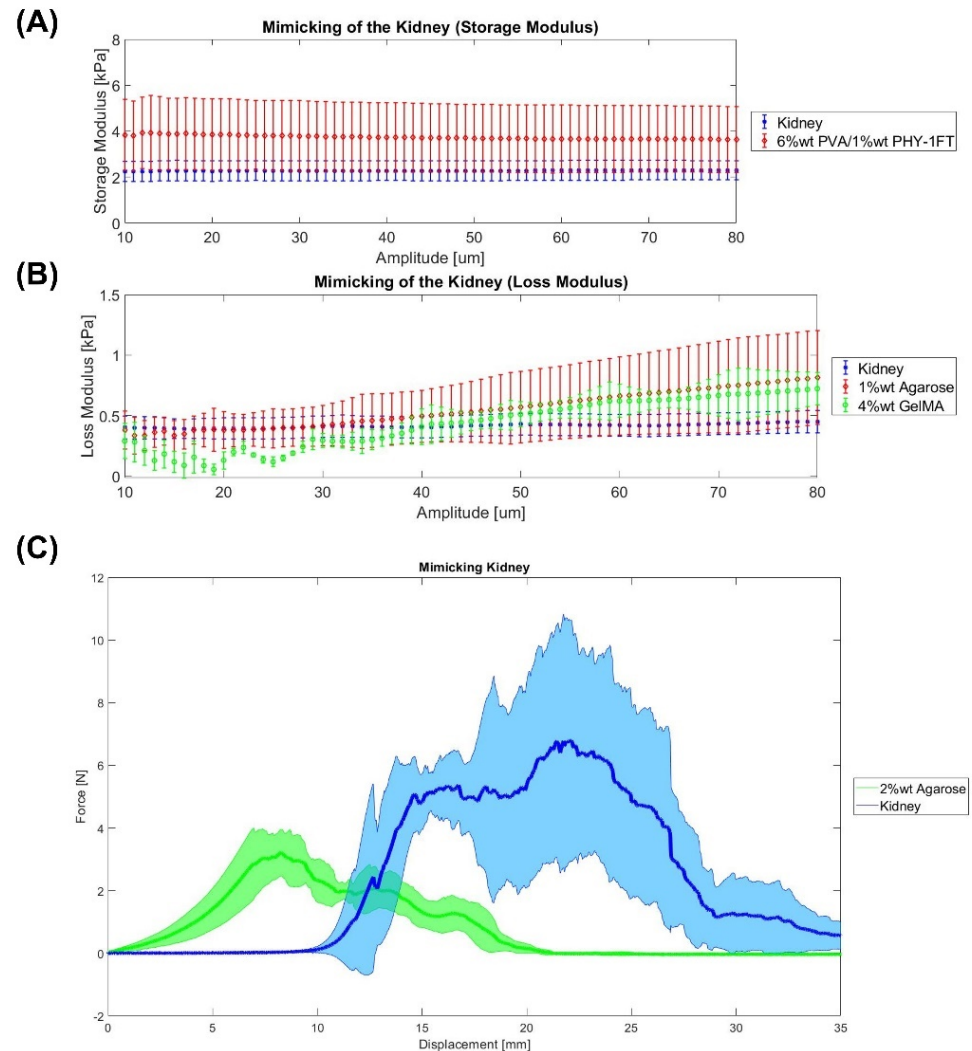 (A)
Mimicking of the Kidney (Storage Modulus)
8
6
4
2
0
Storage Modulus [kPa]
10 20 30 40 50 60 70 80
Amplitude [um]
Kidney
6%wt PVA/1%wt PHY-1FT
(B)
Mimicking of the Kidney (Loss Modulus)
1.5
1
0.5
0
Loss Modulus [kPa]
10 20 30 40 50 60 70 80
Amplitude [um]
Kidney
1%wt Agarose
4%wt GelMA
(C)
Mimicking Kidney
12
10
8
6
4
2
0
-2
Force [N]
0 5 10 15 20 25 30 35
Displacement [mm]
2%wt Agarose
Kidney